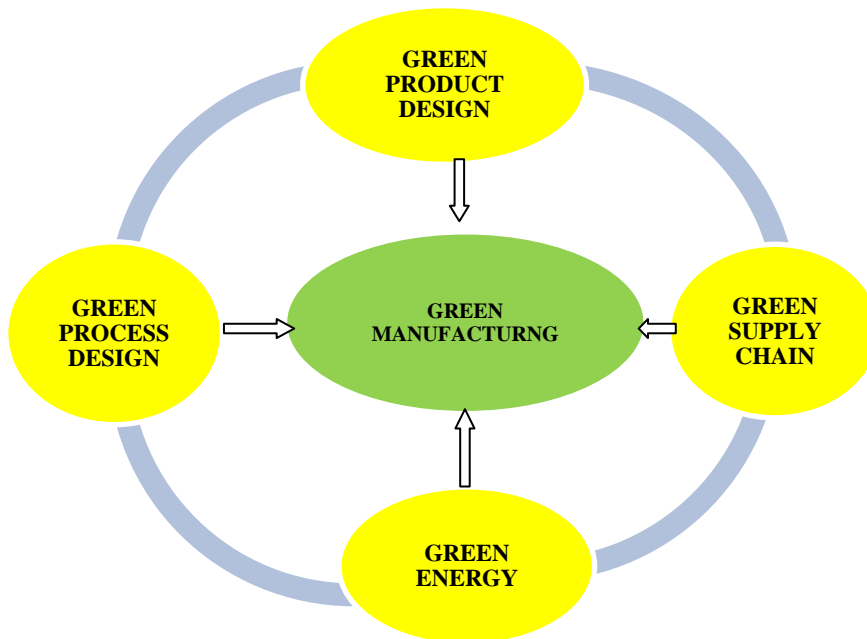 GREEN
PRODUCT
DESIGN
GREEN
PROCESS
DESIGN
GREEN
MANUFACTURNG
GREEN
SUPPLY
CHAIN
GREEN
ENERGY